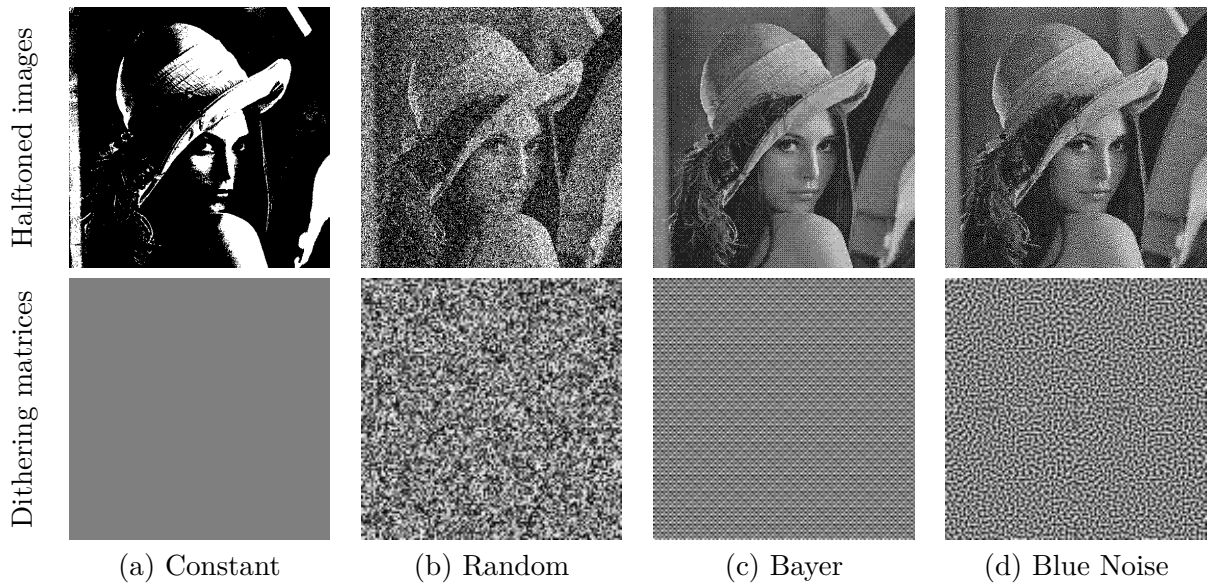 Halftoned images
Dithering matrices
(a) Constant
(b) Random
(c) Bayer
(d) Blue Noise